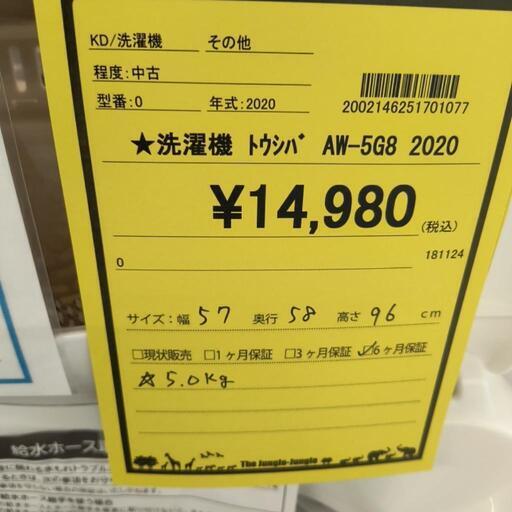 KD/洗濯機 その他
程度:中古
型番:0 年式:2020
2002146251701077
★洗濯機 ﾄｳｼﾊﾞ AW-5G8 2020
¥14,980 (税込)
0 181124
サイズ:幅 57 奥行 58 高さ 96 cm
□現状販売 □1ヶ月保証 □3ヶ月保証 ☑6ヶ月保証
☆5.0kg
The Jungle-Jungle
給水ホース